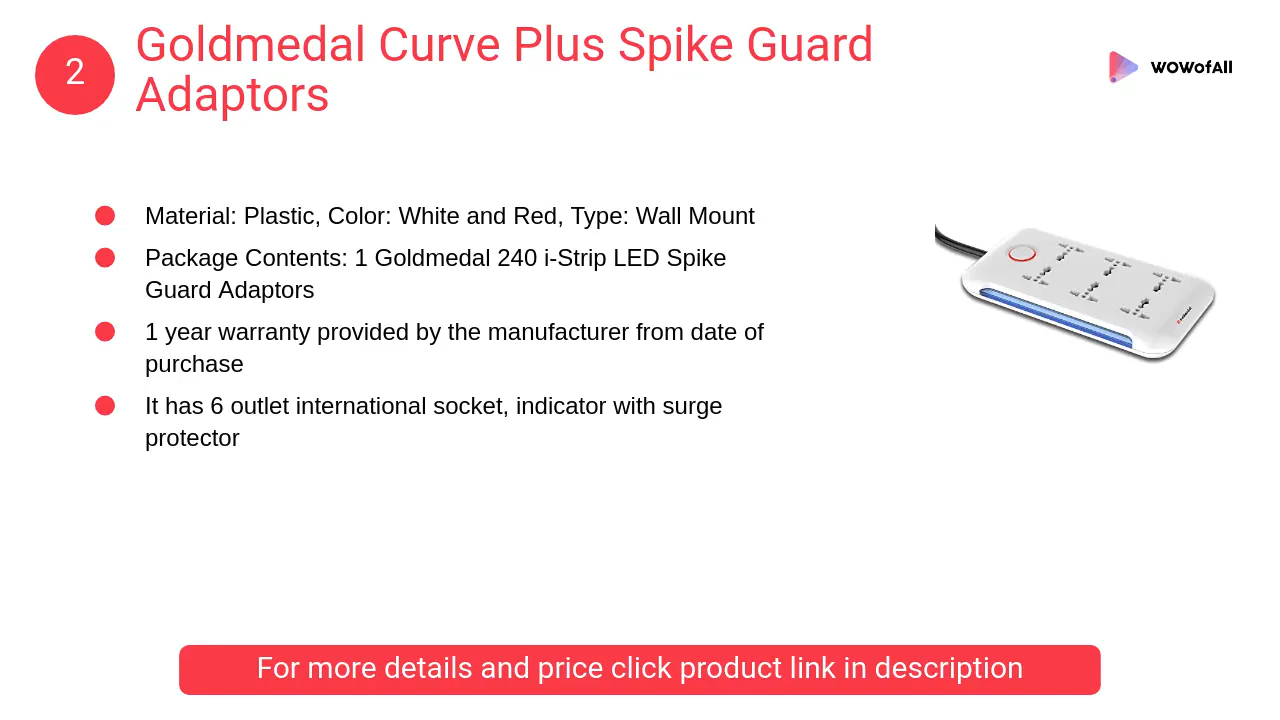 2
Goldmedal Curve Plus Spike Guard
Adaptors
WOWofAll
Material: Plastic, Color: White and Red, Type: Wall Mount
Package Contents: 1 Goldmedal 240 i-Strip LED Spike
Guard Adaptors
1 year warranty provided by the manufacturer from date of
purchase
It has 6 outlet international socket, indicator with surge
protector
For more details and price click product link in description